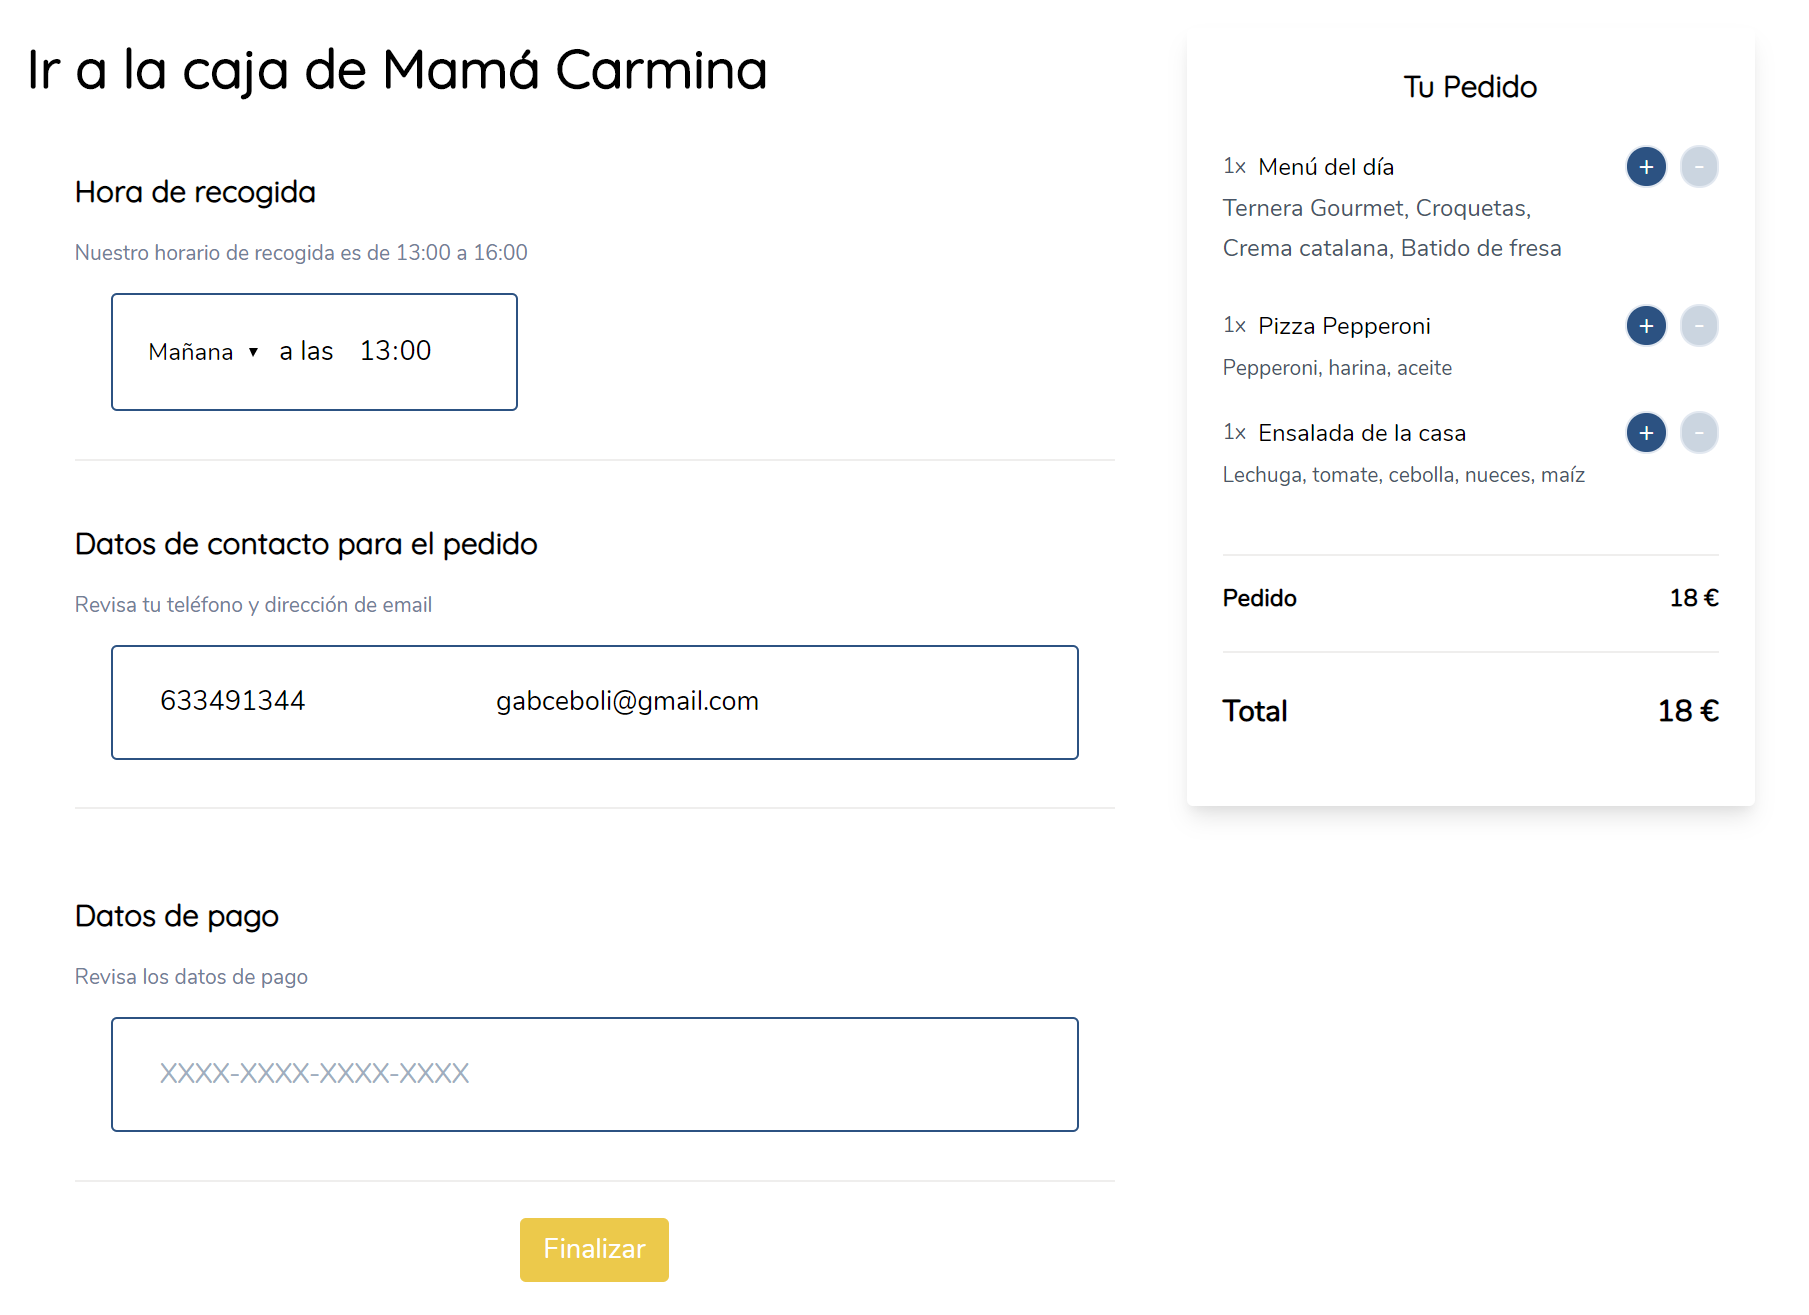 Ir a la caja de Mamá Carmina
Hora de recogida
Nuestro horario de recogida es de 13:00 a 16:00
Mañana ▼ a las 13:00
Datos de contacto para el pedido
Revisa tu teléfono y dirección de email
633491344 gabceboli@gmail.com
Datos de pago
Revisa los datos de pago
XXXX-XXXX-XXXX-XXXX
Finalizar
Tu Pedido
1x Menú del día + -
Ternera Gourmet, Croquetas,
Crema catalana, Batido de fresa
1x Pizza Pepperoni + -
Pepperoni, harina, aceite
1x Ensalada de la casa + -
Lechuga, tomate, cebolla, nueces, maíz
Pedido 18 €
Total 18 €